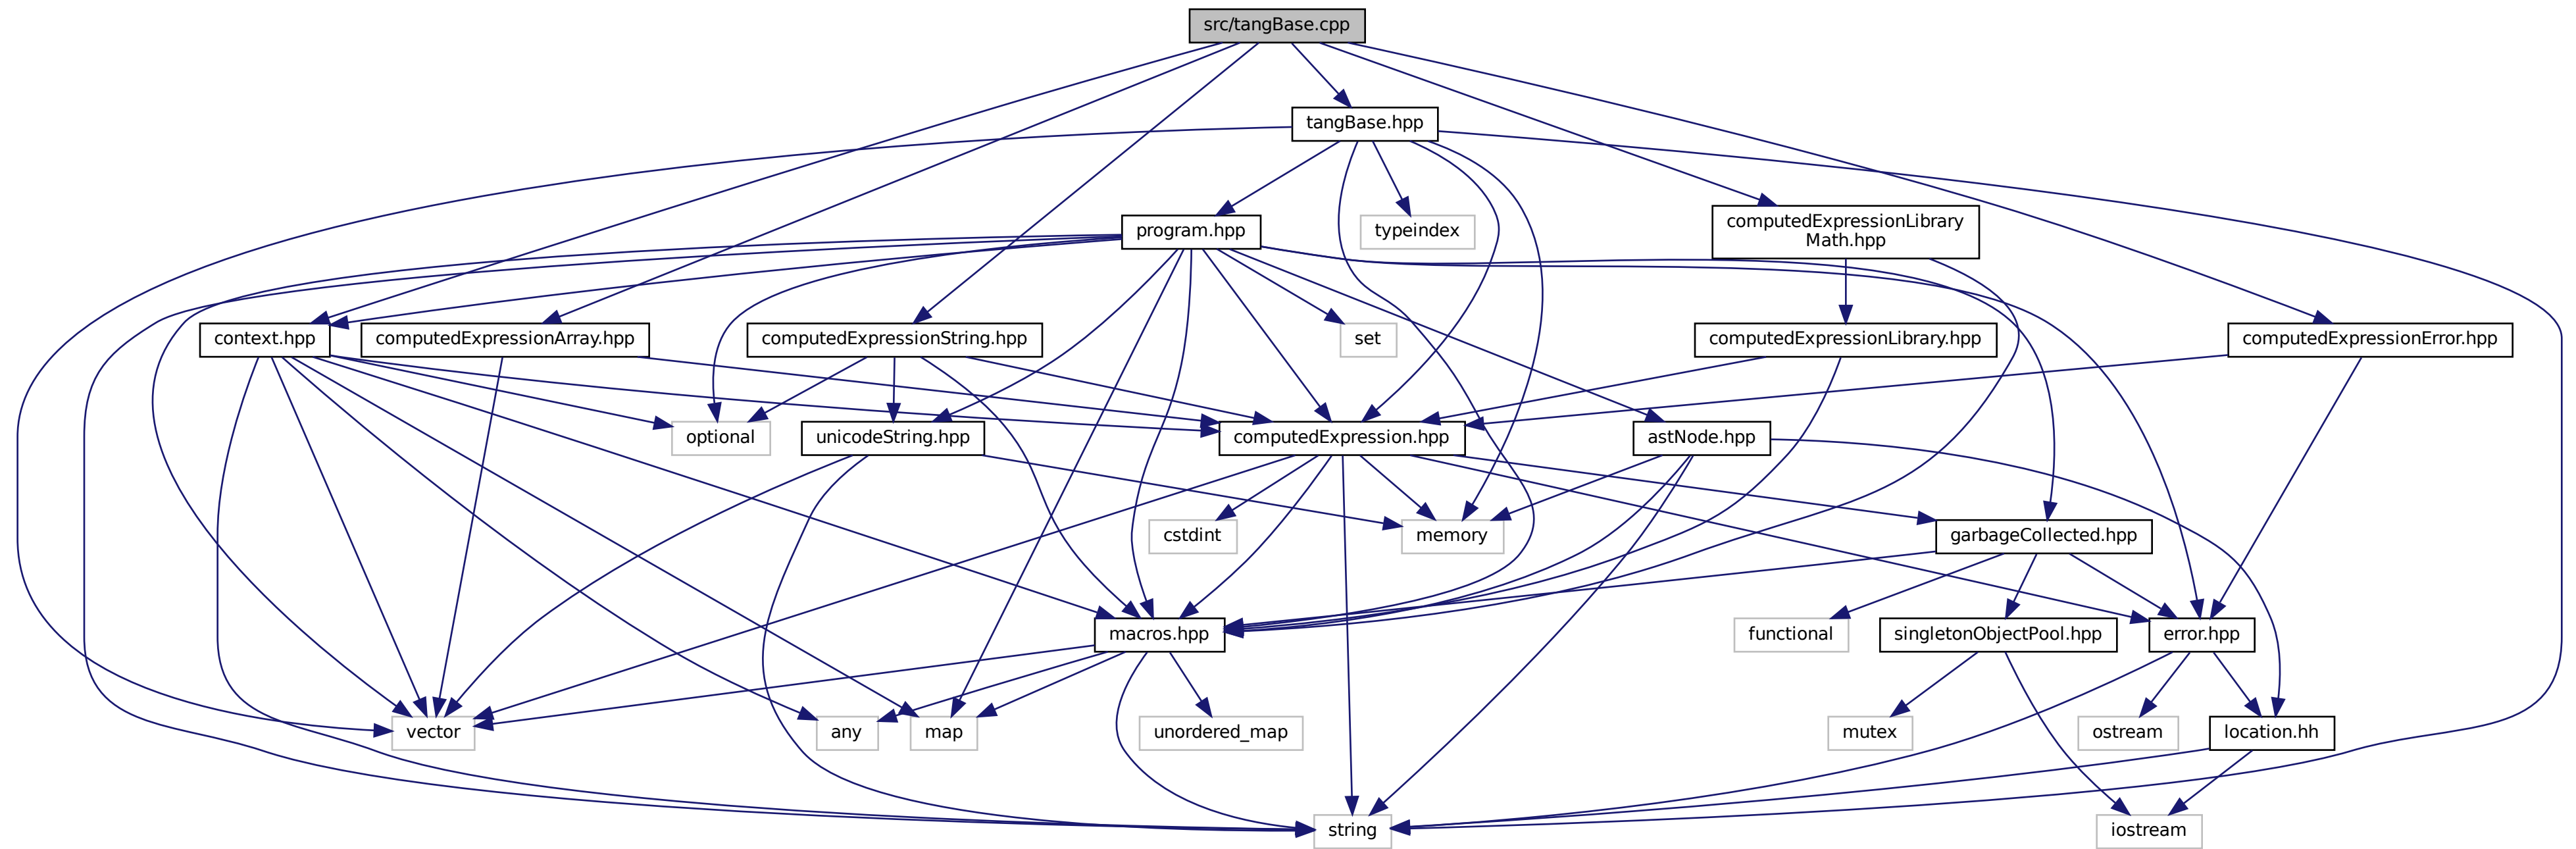 src/tangBase.cpp
tangBase.hpp
program.hpp
typeindex
computedExpressionLibrary
Math.hpp
context.hpp
computedExpressionArray.hpp
computedExpressionString.hpp
set
computedExpressionLibrary.hpp
computedExpressionError.hpp
optional
unicodeString.hpp
computedExpression.hpp
astNode.hpp
cstdint
memory
garbageCollected.hpp
macros.hpp
functional
singletonObjectPool.hpp
error.hpp
vector
any
map
unordered_map
mutex
ostream
location.hh
string
iostream